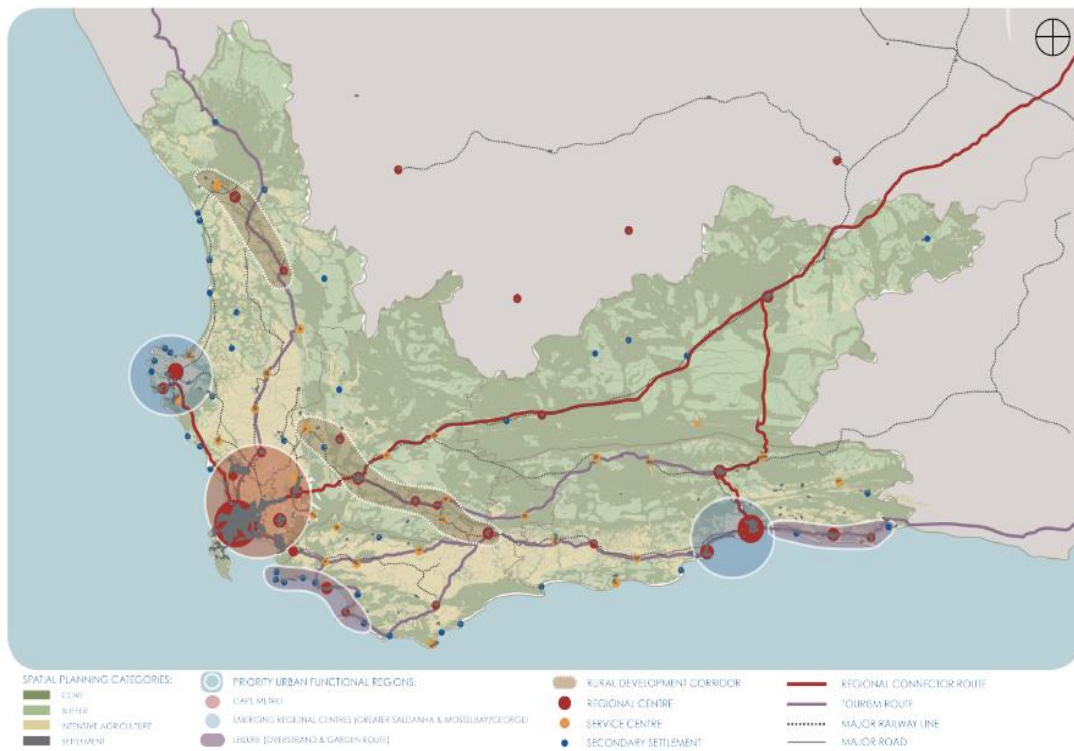 SPATIAL PLANNING CATEGORIES:
CORE
BUFFER
INTENSIVE AGRICULTURE
SETTLEMENT
PRIORITY URBAN FUNCTIONAL REGIONS:
CAPE METRO
EMERGING REGIONAL CENTRES (GREATER SALDANHA & MOSSELBAY/GEORGE)
LEISURE (OVERSTRAND & GARDEN ROUTE)
RURAL DEVELOPMENT CORRIDOR
REGIONAL CENTRE
SERVICE CENTRE
SECONDARY SETTLEMENT
REGIONAL CONNECTOR ROUTE
TOURISM ROUTE
MAJOR RAILWAY LINE
MAJOR ROAD